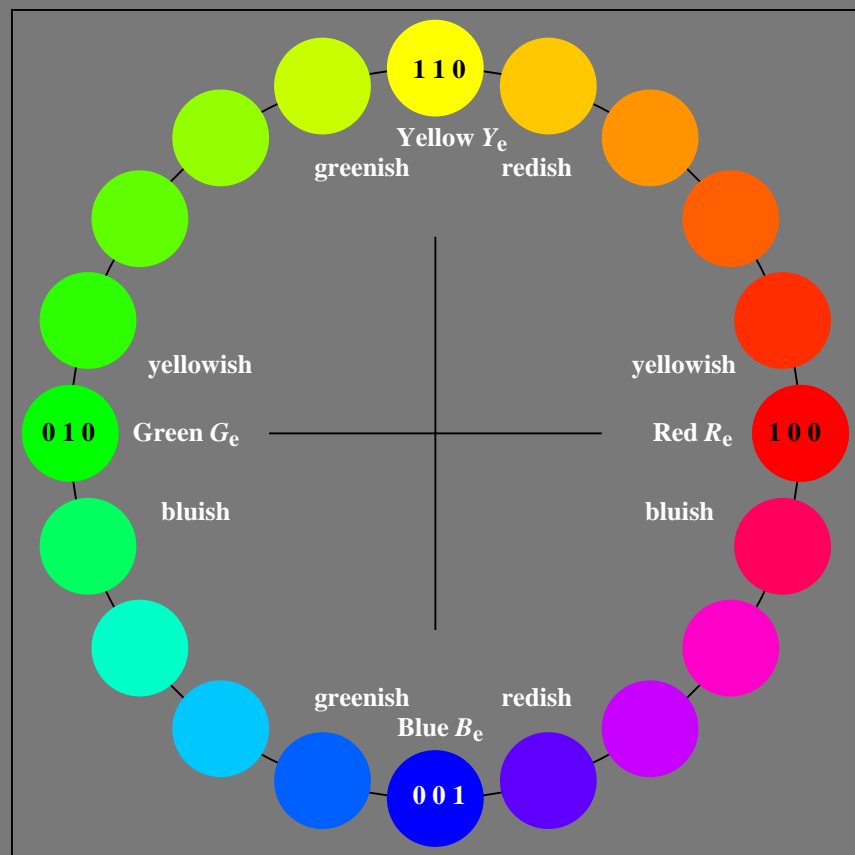 1 1 0
Yellow Ye
greenish redish
yellowish yellowish
0 1 0 Green Ge Red Re 1 0 0
bluish bluish
greenish redish
Blue Be
0 0 1